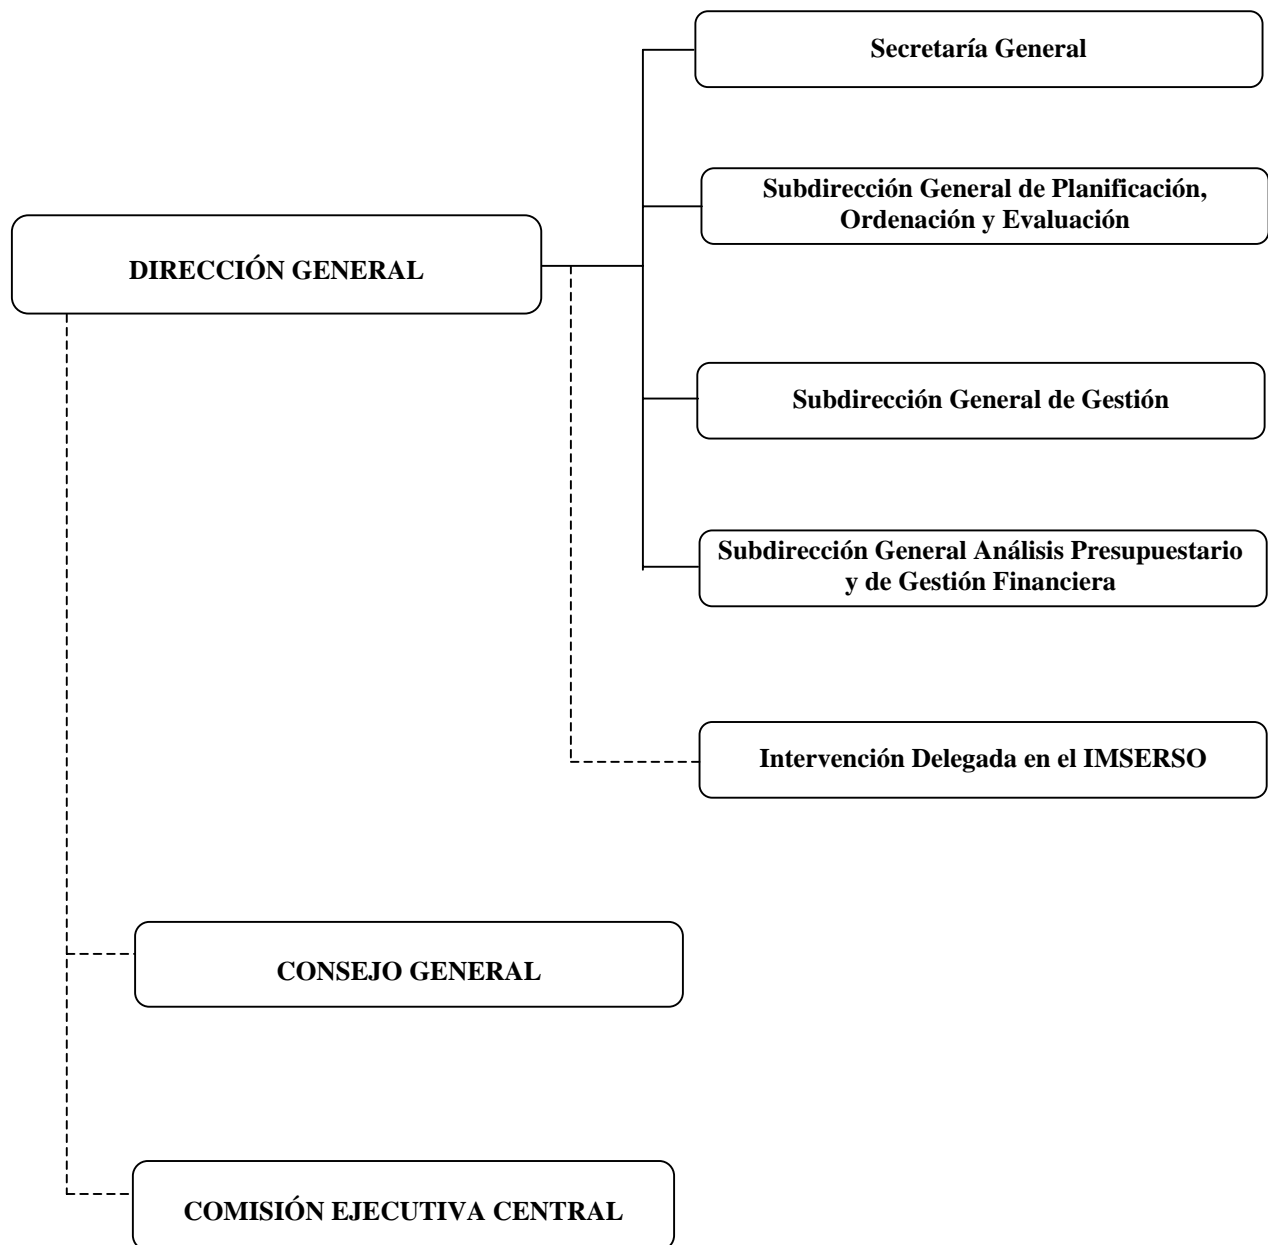 Secretaría General
Subdirección General de Planificación,
Ordenación y Evaluación
DIRECCIÓN GENERAL
Subdirección General de Gestión
Subdirección General Análisis Presupuestario
y de Gestión Financiera
Intervención Delegada en el IMSERSO
CONSEJO GENERAL
COMISIÓN EJECUTIVA CENTRAL